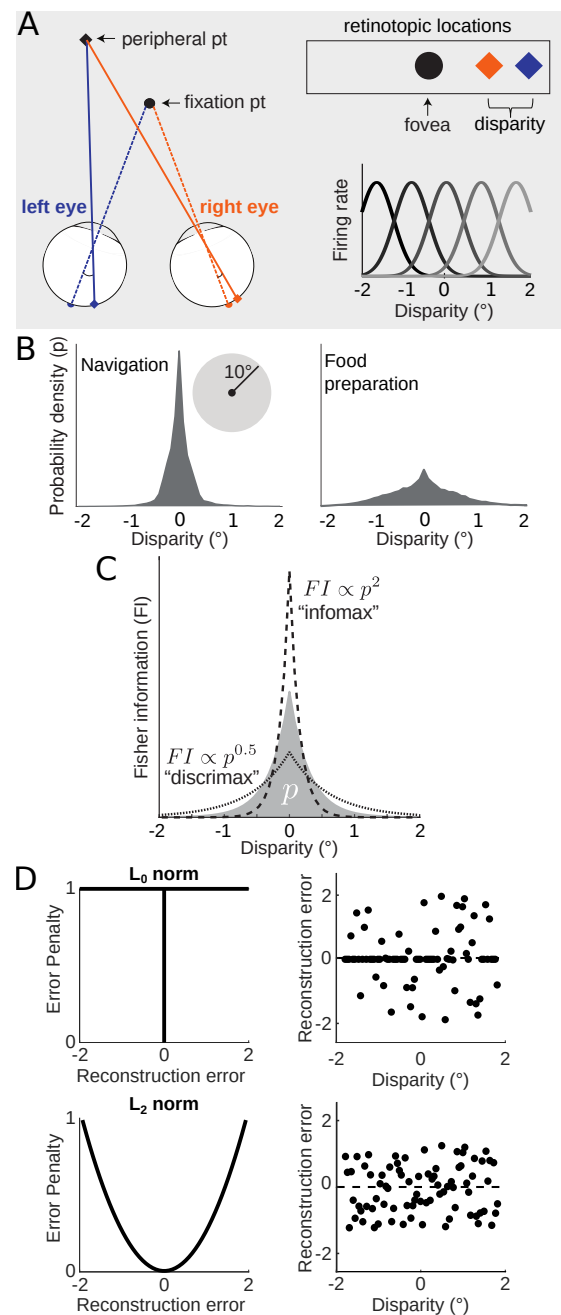 A
peripheral pt
fixation pt
left eye
right eye
retinotopic locations
fovea
disparity
Firing rate
-2 -1 0 1 2
Disparity (°)
B
Navigation
10°
Probability density (p)
-2 -1 0 1 2
Disparity (°)
Food
preparation
-2 -1 0 1 2
Disparity (°)
C
FI ∝ p²
“infomax”
Fisher information (FI)
FI ∝ p^0.5
“discrimax”
p
-2 -1 0 1 2
Disparity (°)
D
L₀ norm
Error Penalty
1
0
-2 0 2
Reconstruction error
Reconstruction error
2
0
-2
-2 0 2
Disparity (°)
L₂ norm
Error Penalty
1
0
-2 0 2
Reconstruction error
Reconstruction error
2
0
-2
-2 0 2
Disparity (°)